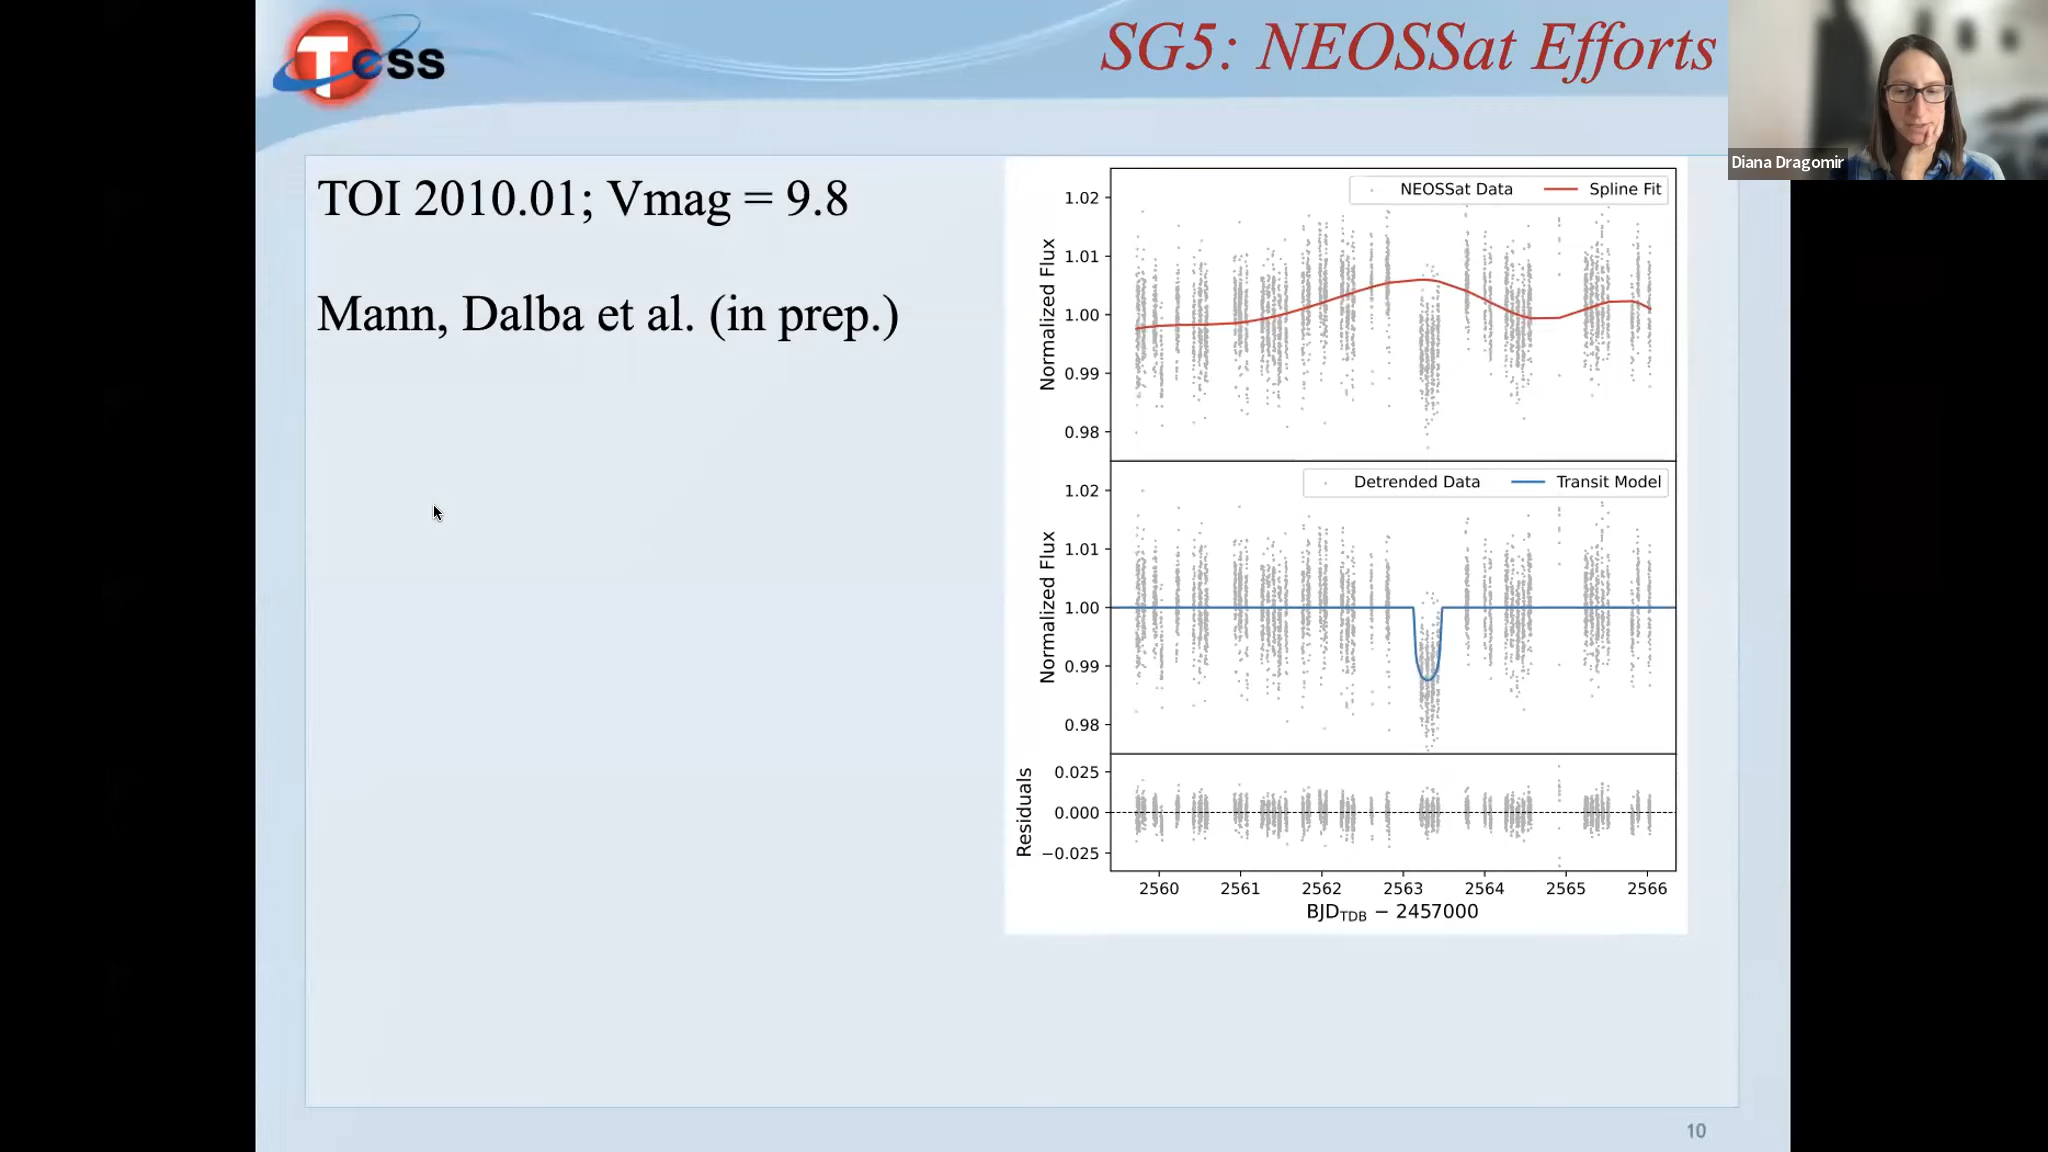 Tess
SG5: NEOSSat Efforts
Diana Dragomir
TOI 2010.01; Vmag = 9.8
Mann, Dalba et al. (in prep.)
NEOSSat Data Spline Fit
Normalized Flux
1.02
1.01
1.00
0.99
0.98
Detrended Data Transit Model
Normalized Flux
1.02
1.01
1.00
0.99
0.98
Residuals
0.025
0.000
−0.025
2560 2561 2562 2563 2564 2565 2566
BJDTDB − 2457000
10